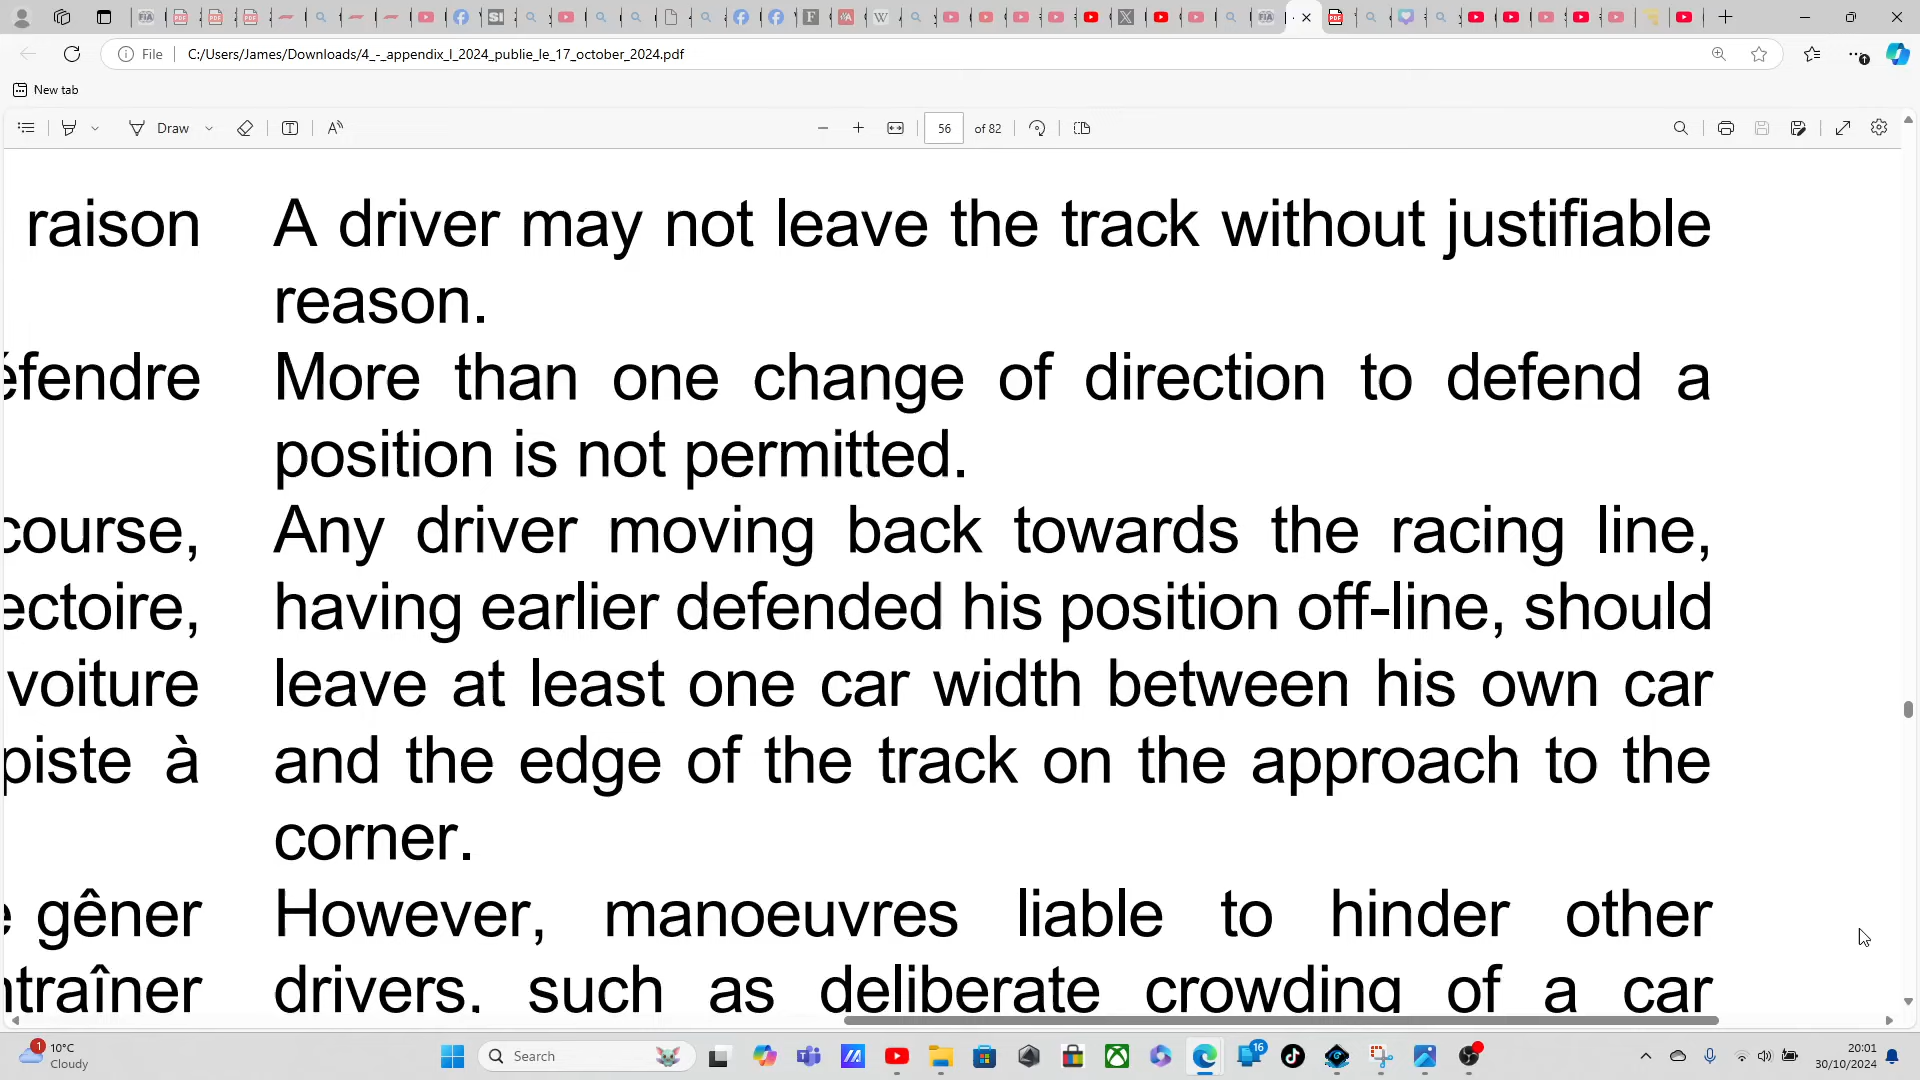 File
C:/Users/James/Downloads/4_-_appendix_l_2024_publie_le_17_october_2024.pdf
New tab
Draw
56 of 82
raison
A driver may not leave the track without justifiable
reason.
éfendre
More than one change of direction to defend a
position is not permitted.
course,
Any driver moving back towards the racing line,
ectoire,
having earlier defended his position off-line, should
voiture
leave at least one car width between his own car
piste à
and the edge of the track on the approach to the
corner.
gêner
However, manoeuvres liable to hinder other
ntraîner
drivers, such as deliberate crowding of a car
1
10°C
Cloudy
Search
16
20:01
30/10/2024